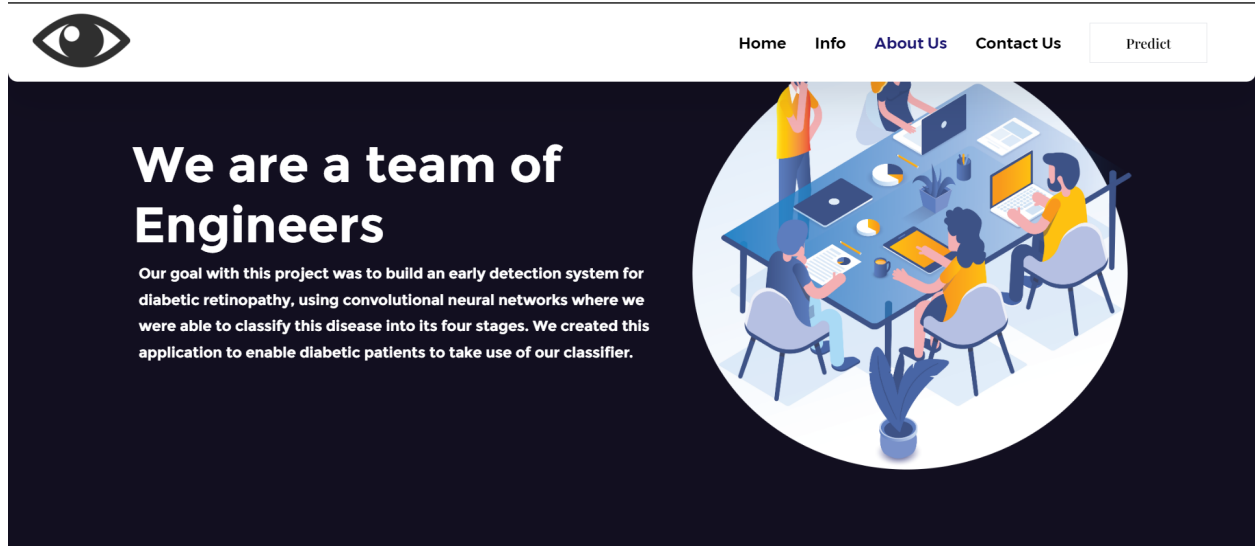 Home Info About Us Contact Us Predict
We are a team of
Engineers
Our goal with this project was to build an early detection system for
diabetic retinopathy, using convolutional neural networks where we
were able to classify this disease into its four stages. We created this
application to enable diabetic patients to take use of our classifier.